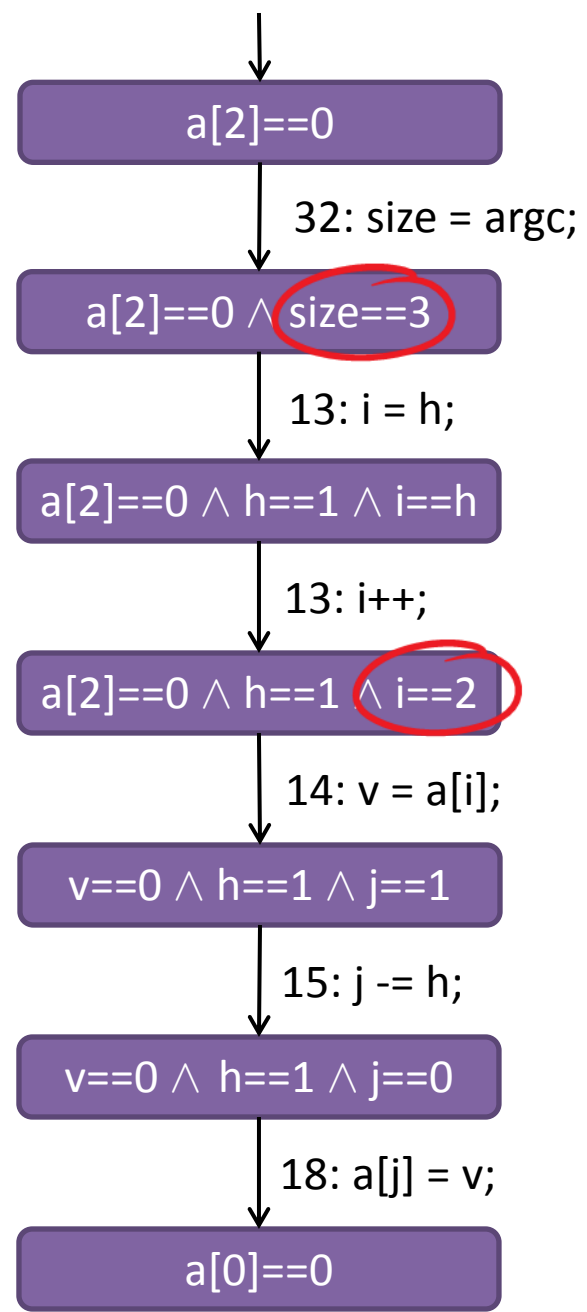 a[2]==0
32: size = argc;
a[2]==0 ∧ size==3
13: i = h;
a[2]==0 ∧ h==1 ∧ i==h
13: i++;
a[2]==0 ∧ h==1 ∧ i==2
14: v = a[i];
v==0 ∧ h==1 ∧ j==1
15: j -= h;
v==0 ∧ h==1 ∧ j==0
18: a[j] = v;
a[0]==0